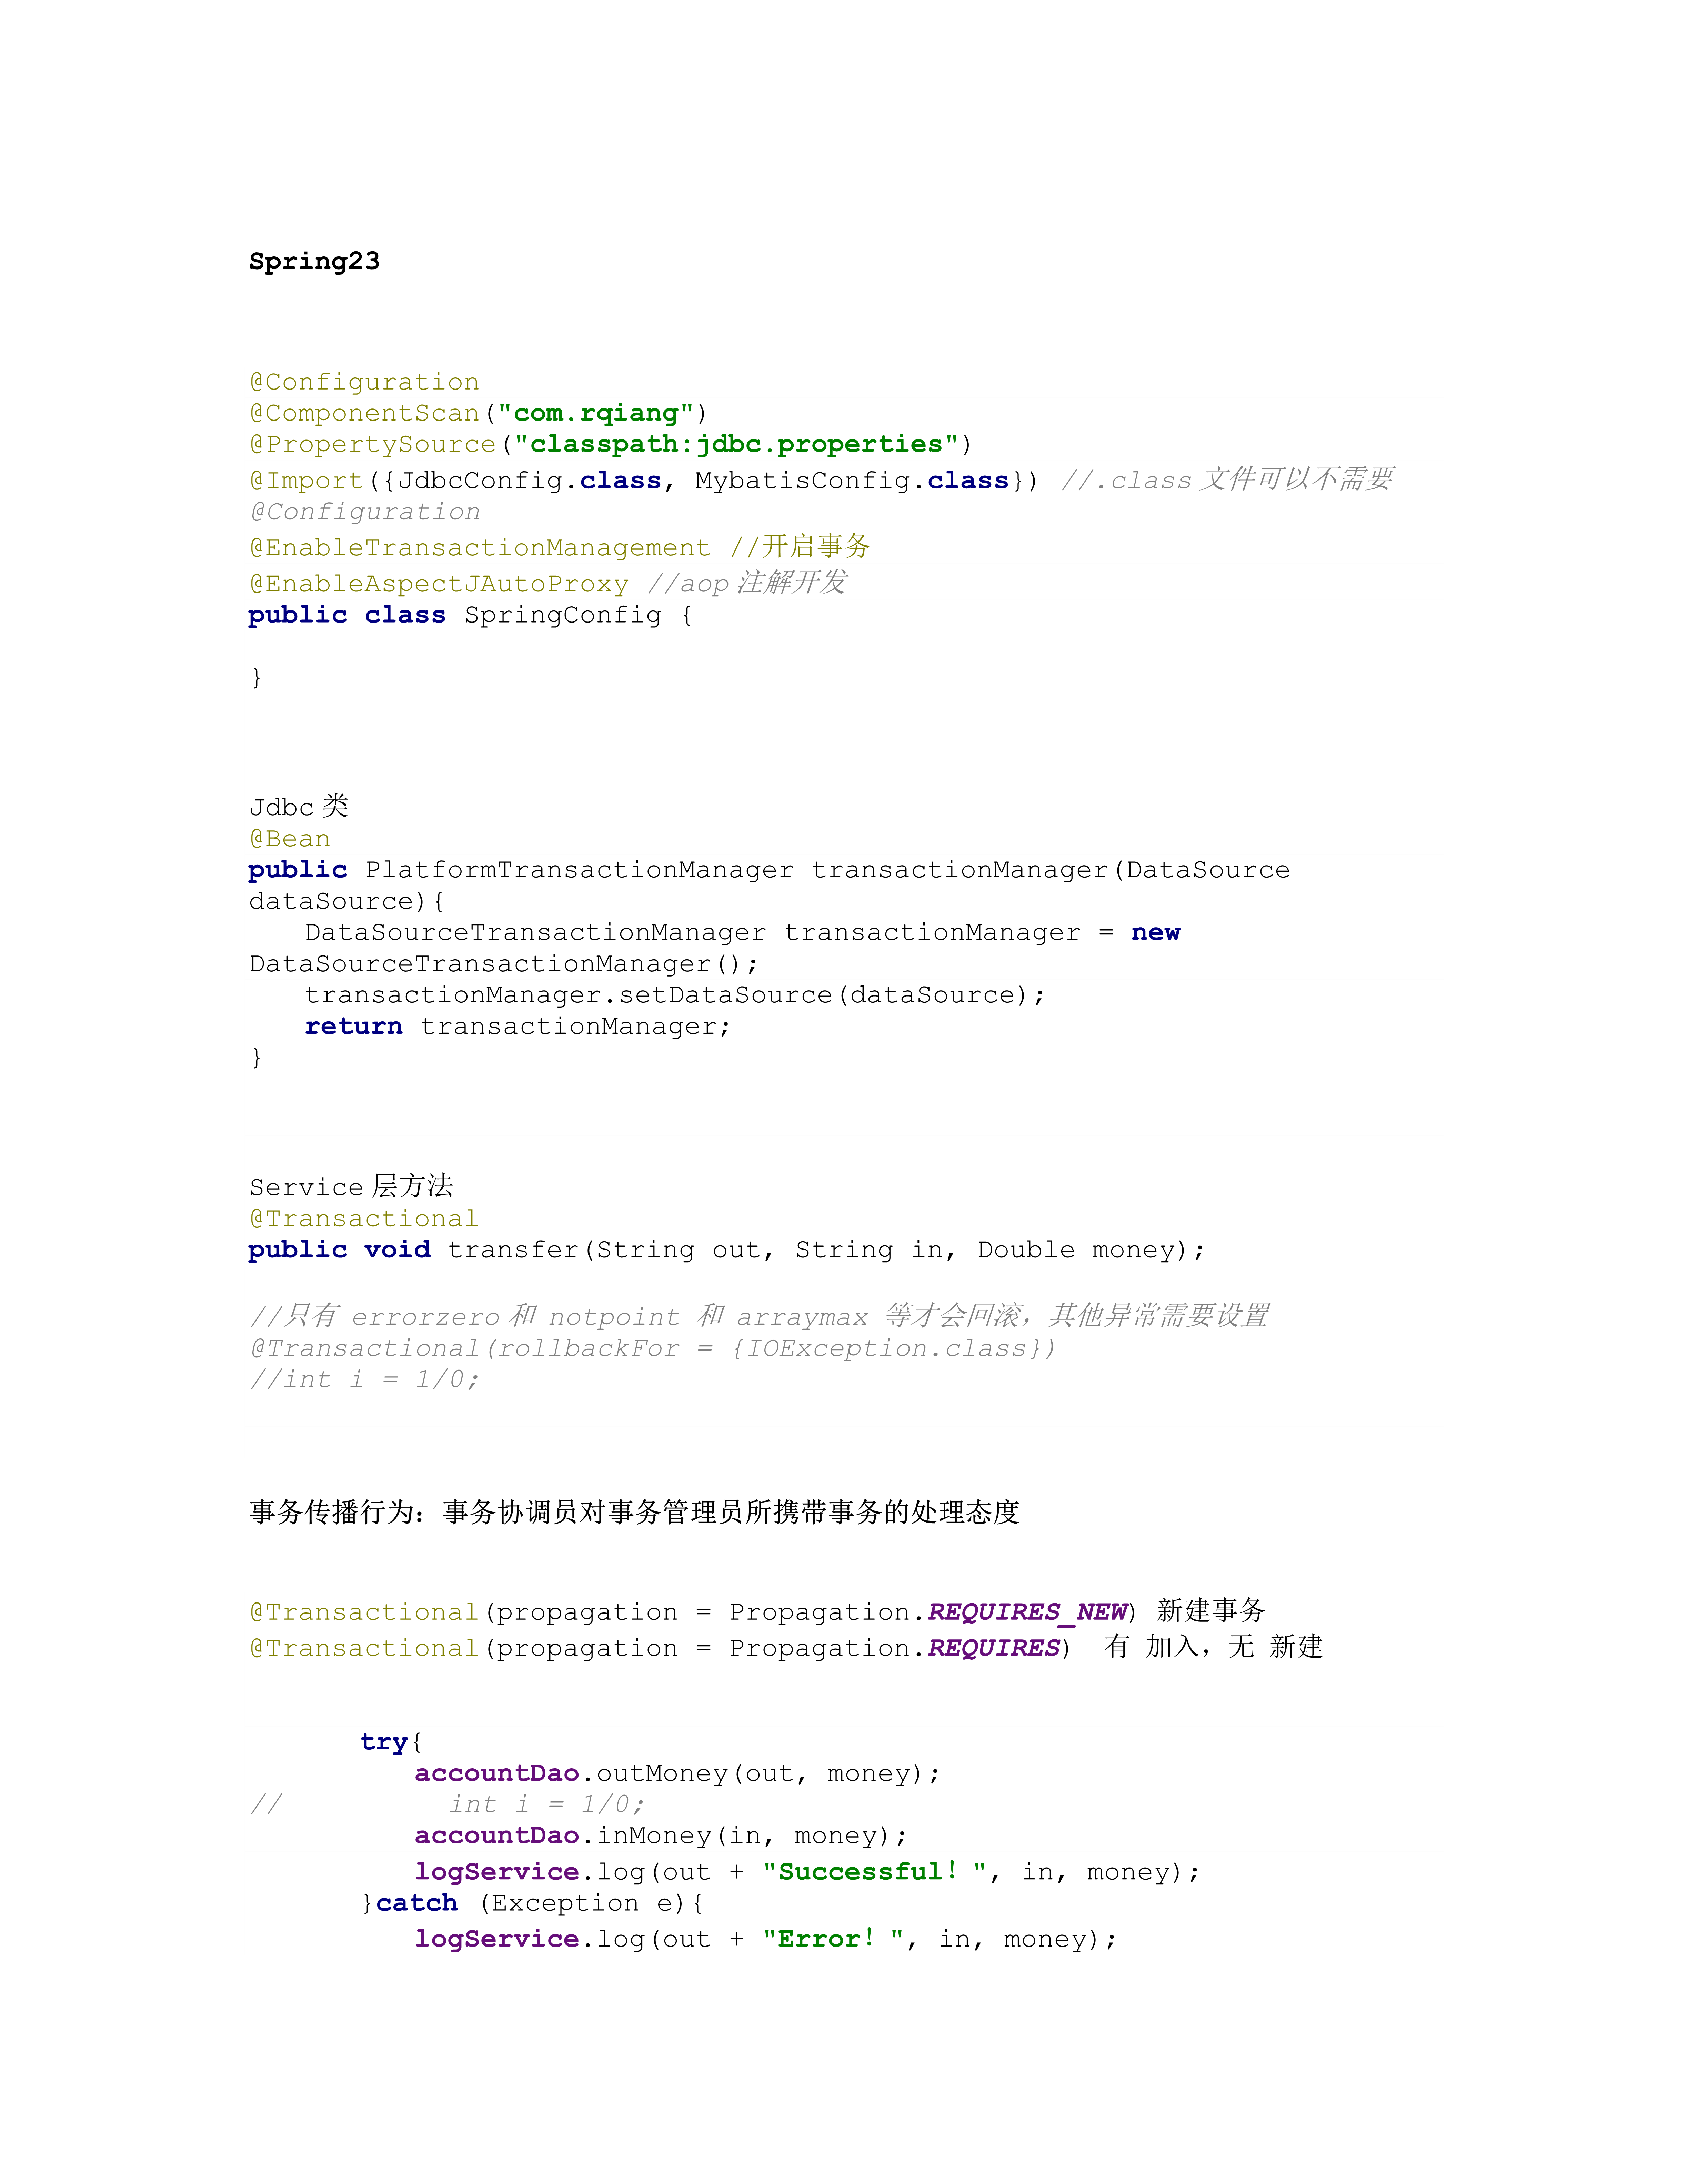 Spring23
@Configuration
@ComponentScan("com.rqiang")
@PropertySource("classpath:jdbc.properties")
@Import({JdbcConfig.class, MybatisConfig.class}) //.class 文件可以不需要
@Configuration
@EnableTransactionManagement //开启事务
@EnableAspectJAutoProxy //aop 注解开发
public class SpringConfig {
}
Jdbc 类
@Bean
public PlatformTransactionManager transactionManager(DataSource
dataSource){
DataSourceTransactionManager transactionManager = new
DataSourceTransactionManager();
transactionManager.setDataSource(dataSource);
return transactionManager;
}
Service 层方法
@Transactional
public void transfer(String out, String in, Double money);
//只有 errorzero 和 notpoint 和 arraymax 等才会回滚，其他异常需要设置
@Transactional(rollbackFor = {IOException.class})
//int i = 1/0;
事务传播行为：事务协调员对事务管理员所携带事务的处理态度
@Transactional(propagation = Propagation.REQUIRES_NEW) 新建事务
@Transactional(propagation = Propagation.REQUIRES) 有 加入，无 新建
try{
accountDao.outMoney(out, money);
// int i = 1/0;
accountDao.inMoney(in, money);
logService.log(out + "Successful！", in, money);
}catch (Exception e){
logService.log(out + "Error！", in, money);